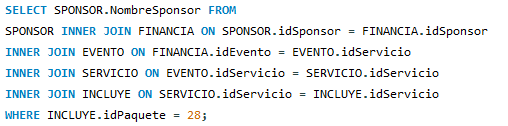 SELECT SPONSOR.NombreSponsor FROM
SPONSOR INNER JOIN FINANCIA ON SPONSOR.idSponsor = FINANCIA.idSponsor
INNER JOIN EVENTO ON FINANCIA.idEvento = EVENTO.idServicio
INNER JOIN SERVICIO ON EVENTO.idServicio = SERVICIO.idServicio
INNER JOIN INCLUYE ON SERVICIO.idServicio = INCLUYE.idServicio
WHERE INCLUYE.idPaquete = 28;